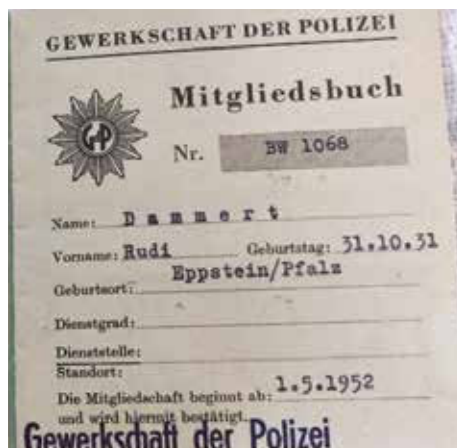 GEWERKSCHAFT DER POLIZEI
Mitgliedsbuch
GdP
Nr. BW 1068
Name: Dammert
Vorname: Rudi Geburtstag: 31.10.31
Eppstein/Pfalz
Geburtsort:
Dienstgrad:
Dienststelle:
Standort:
Die Mitgliedschaft beginnt ab: 1.5.1952
und wird hiermit bestätigt.
Gewerkschaft der Polizei